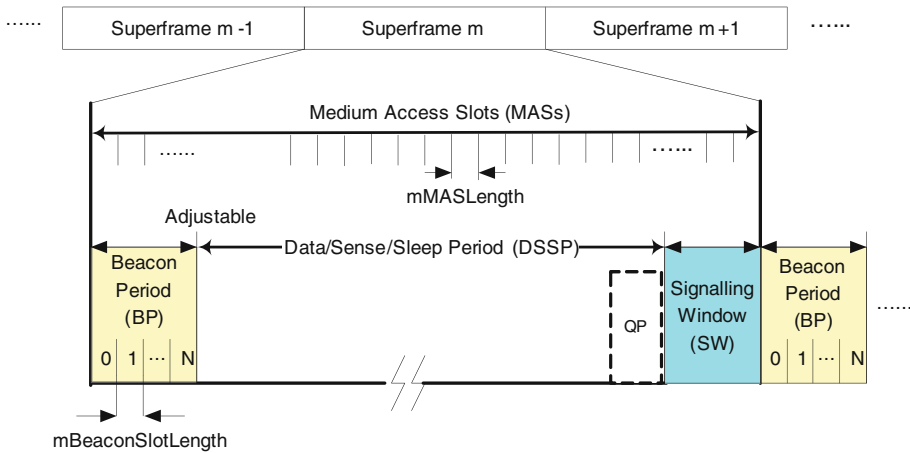 ...... Superframe m -1 Superframe m Superframe m +1 ......
Medium Access Slots (MASs)
...... ......
mMASLength
Adjustable
Data/Sense/Sleep Period (DSSP)
Beacon
Period
(BP)
0 1 ... N
QP
Signalling
Window
(SW)
Beacon
Period
(BP)
0 1 ... N
......
mBeaconSlotLength